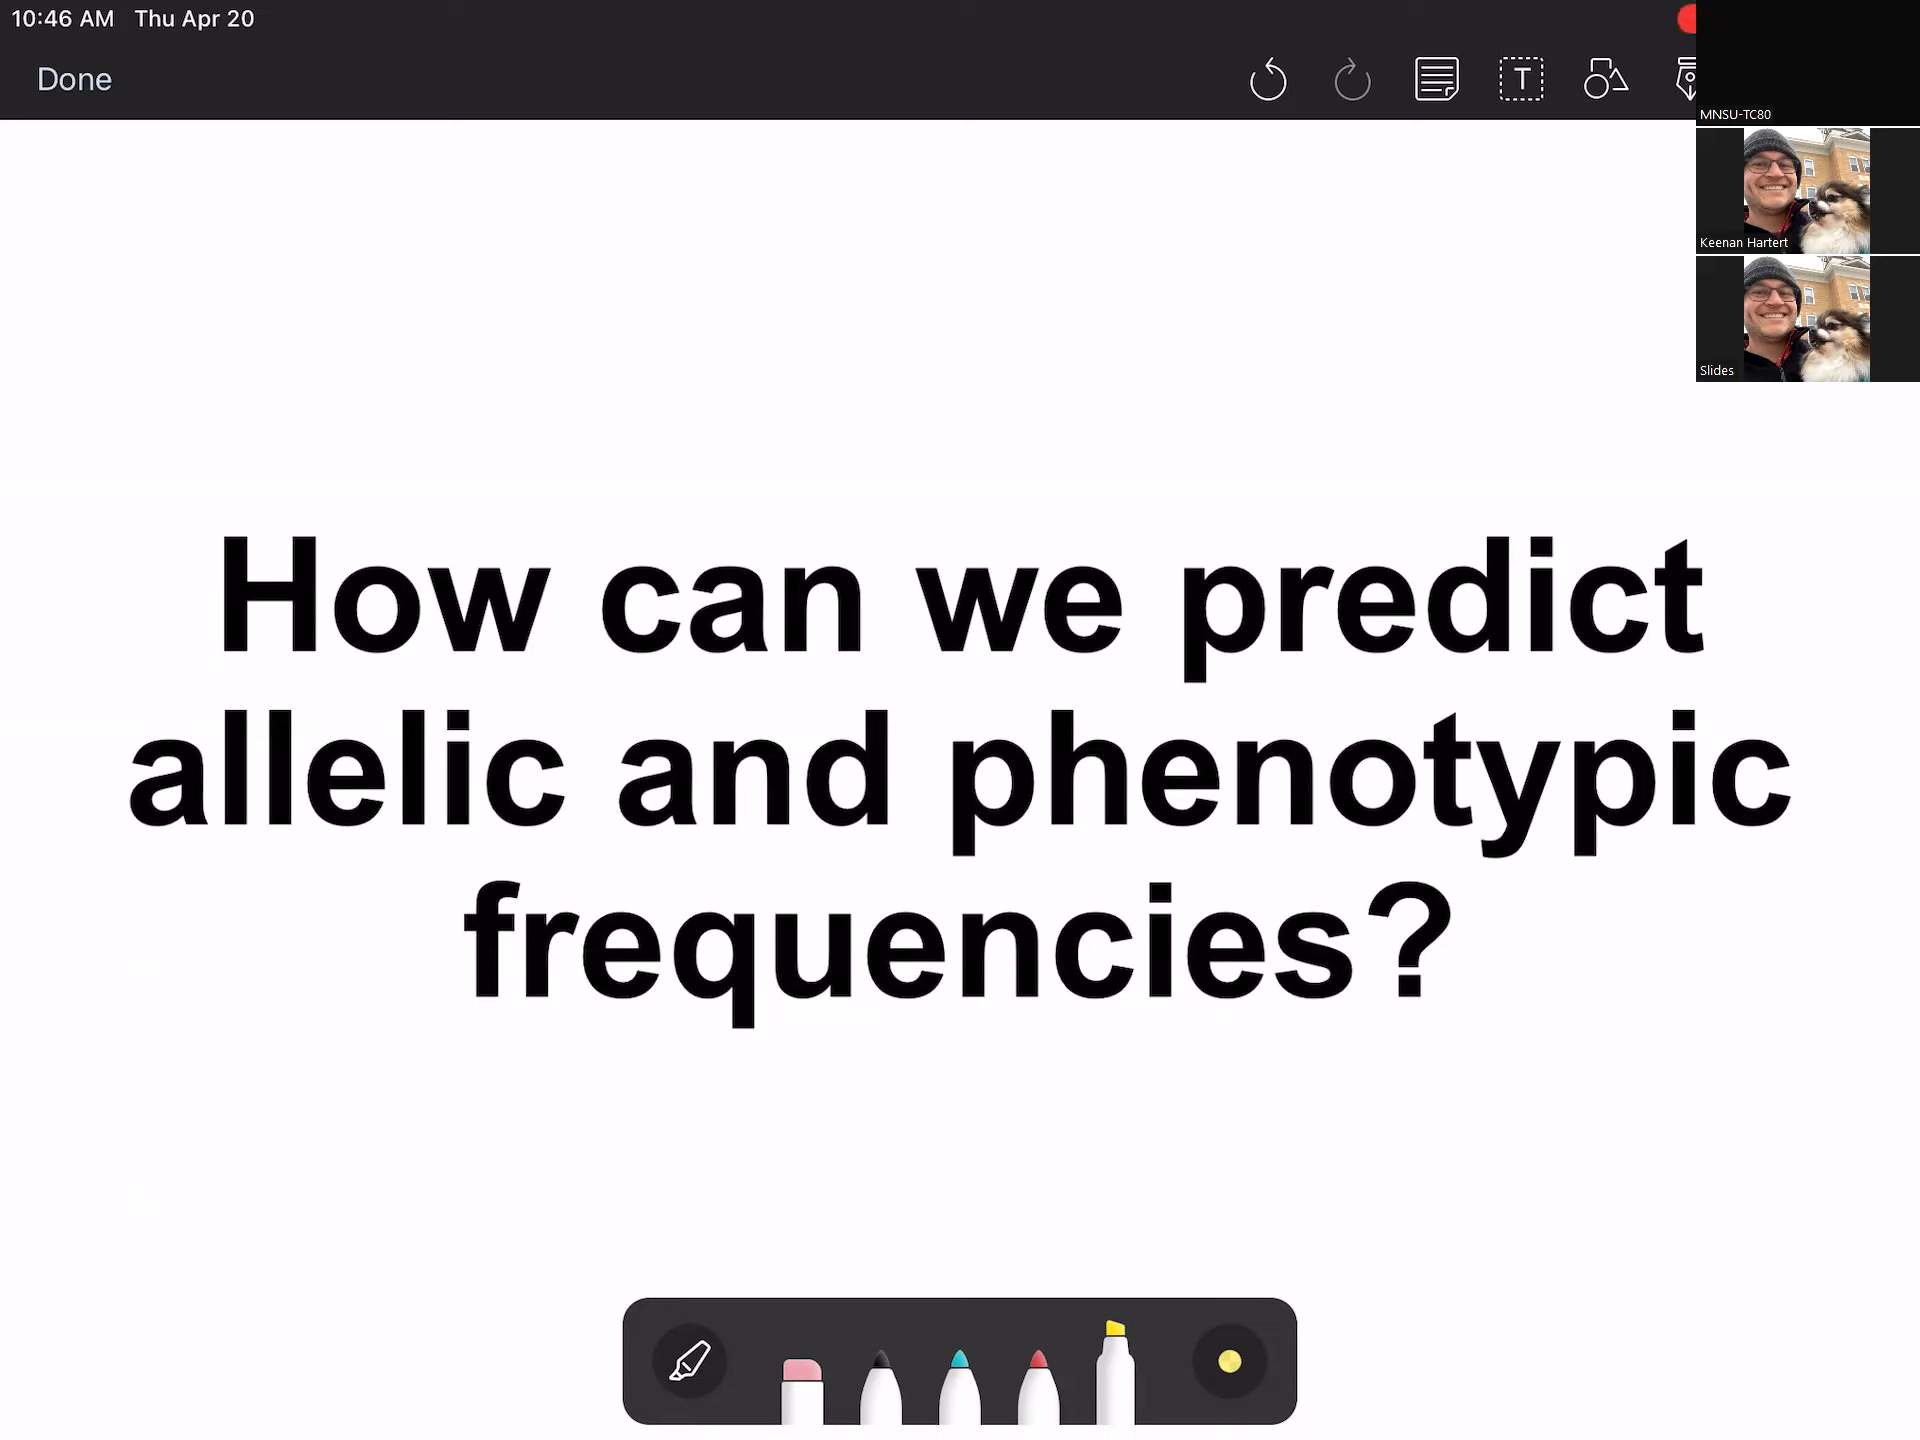 10:46 AM Thu Apr 20
Done
T
MNSU-TC80
Keenan Hartert
Slides
How can we predict
allelic and phenotypic
frequencies?